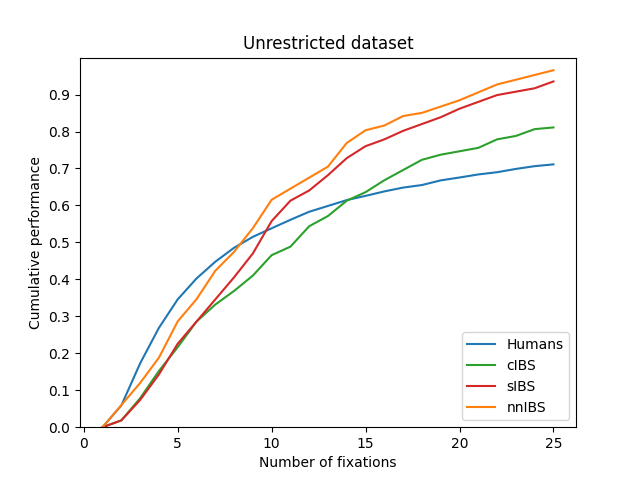 Unrestricted dataset
Cumulative performance
0.9
0.8
0.7
0.6
0.5
0.4
0.3
0.2
0.1
0.0
0 5 10 15 20 25
Number of fixations
Humans
cIBS
sIBS
nnIBS